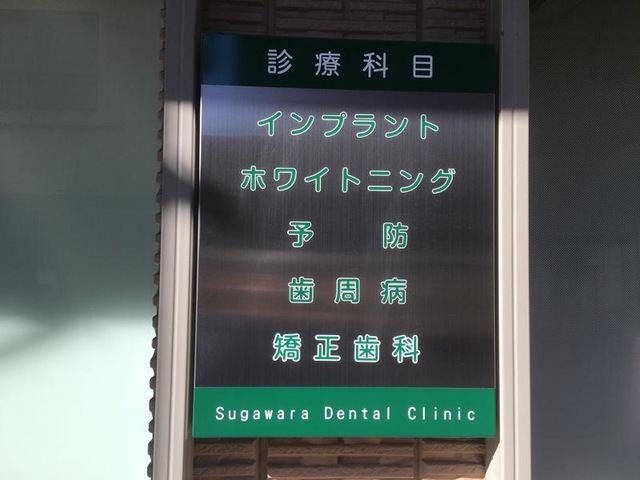 診療科目
インプラント
ホワイトニング
予防
歯周病
矯正歯科
Sugawara Dental Clinic